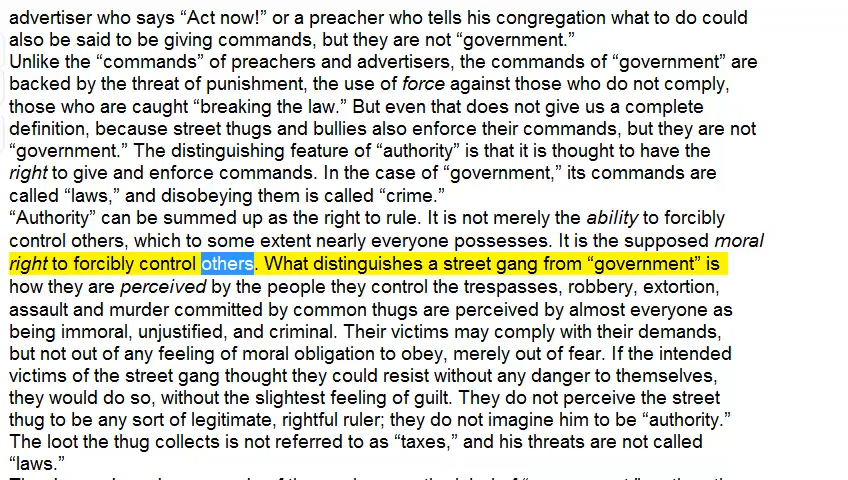 advertiser who says “Act now!” or a preacher who tells his congregation what to do could
also be said to be giving commands, but they are not “government.”
Unlike the “commands” of preachers and advertisers, the commands of “government” are
backed by the threat of punishment, the use of force against those who do not comply,
those who are caught “breaking the law.” But even that does not give us a complete
definition, because street thugs and bullies also enforce their commands, but they are not
“government.” The distinguishing feature of “authority” is that it is thought to have the
right to give and enforce commands. In the case of “government,” its commands are
called “laws,” and disobeying them is called “crime.”
“Authority” can be summed up as the right to rule. It is not merely the ability to forcibly
control others, which to some extent nearly everyone possesses. It is the supposed moral
right to forcibly control others. What distinguishes a street gang from “government” is
how they are perceived by the people they control the trespasses, robbery, extortion,
assault and murder committed by common thugs are perceived by almost everyone as
being immoral, unjustified, and criminal. Their victims may comply with their demands,
but not out of any feeling of moral obligation to obey, merely out of fear. If the intended
victims of the street gang thought they could resist without any danger to themselves,
they would do so, without the slightest feeling of guilt. They do not perceive the street
thug to be any sort of legitimate, rightful ruler; they do not imagine him to be “authority.”
The loot the thug collects is not referred to as “taxes,” and his threats are not called
“laws.”